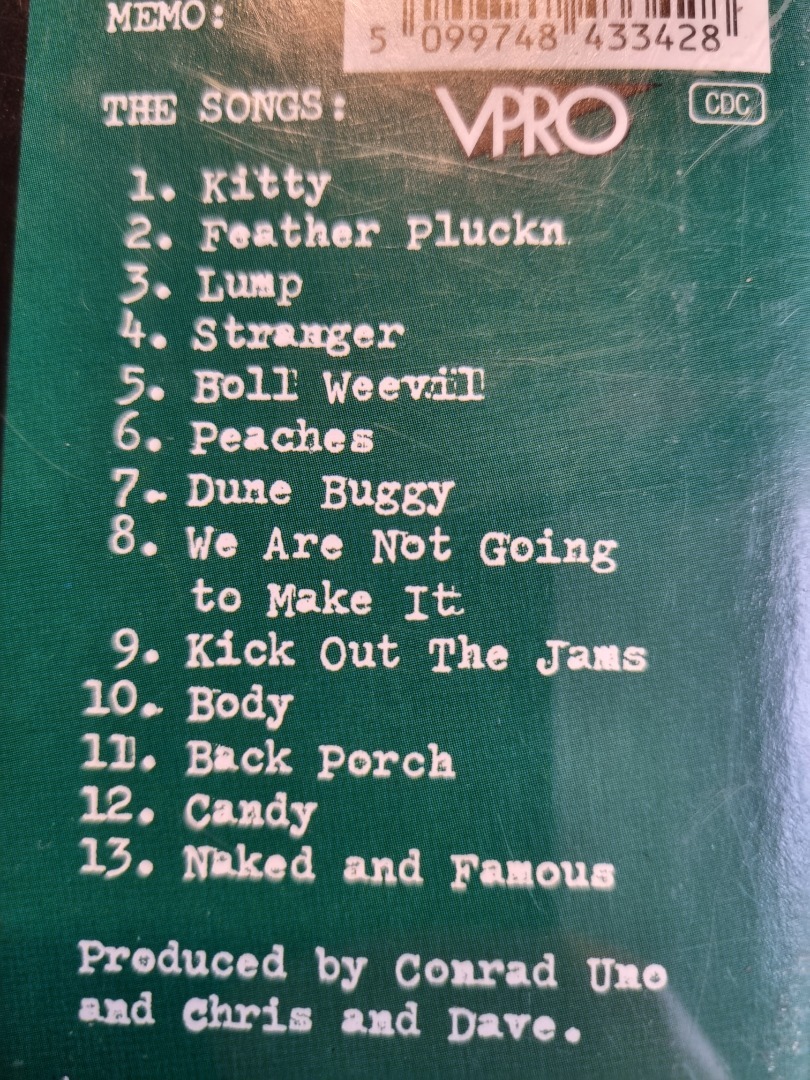 MEMO:
5 099748 433428
THE SONGS:
VPRO
CDC
1. Kitty
2. Feather Pluckn
3. Lump
4. Stranger
5. Boll Weevil
6. Peaches
7. Dune Buggy
8. We Are Not Going
to Make It
9. Kick Out The Jams
10. Body
11. Back Porch
12. Candy
13. Naked and Famous
Produced by Conrad Uno
and Chris and Dave.